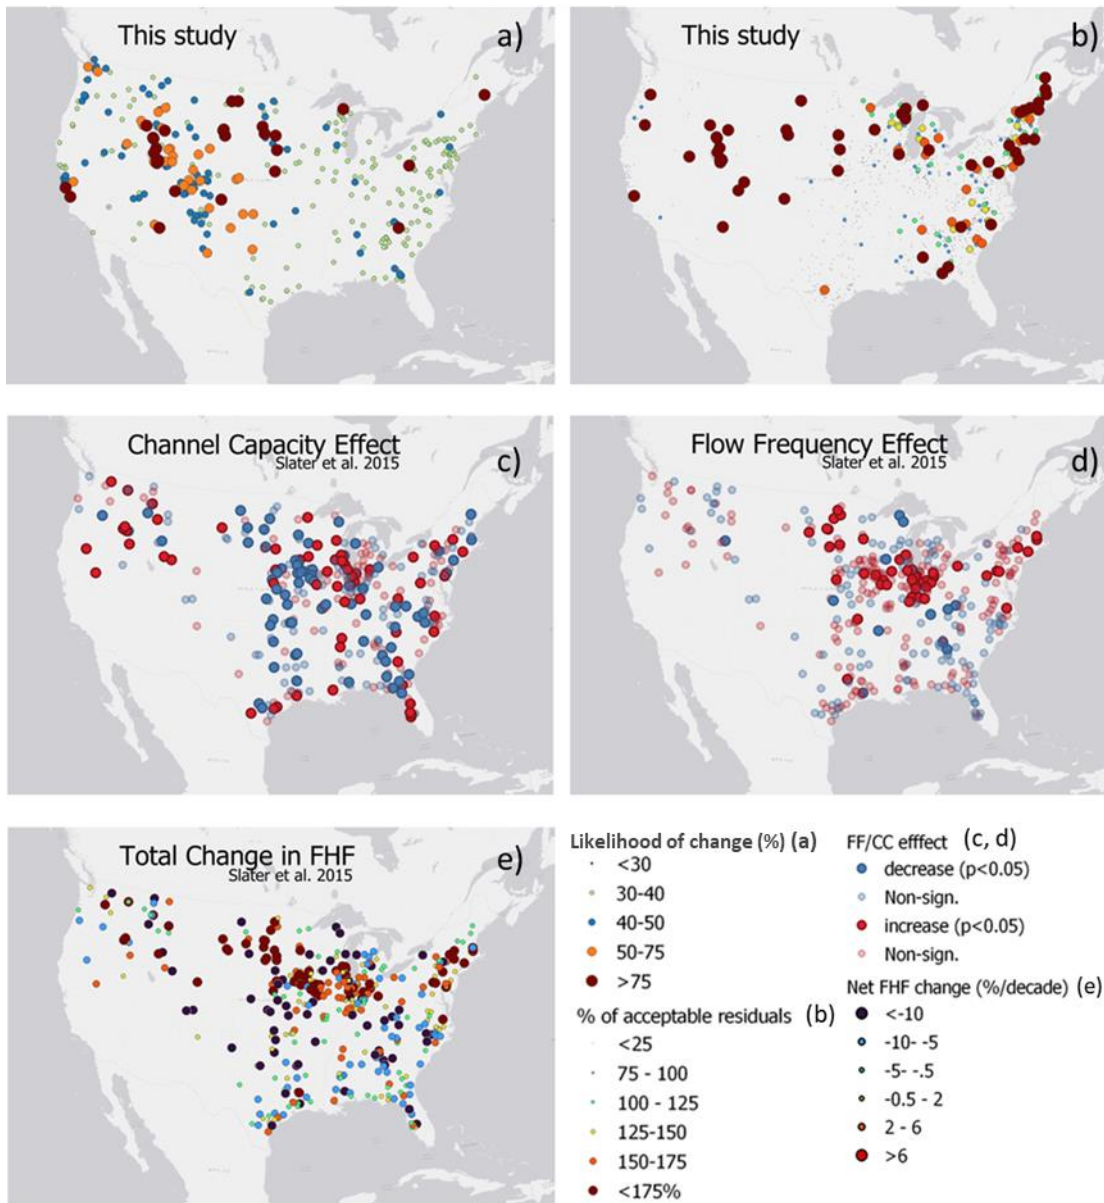 This study
a)
This study
b)
Channel Capacity Effect
Slater et al. 2015
c)
Flow Frequency Effect
Slater et al. 2015
d)
Total Change in FHF
Slater et al. 2015
e)
Likelihood of change (%) (a)
<30
30-40
40-50
50-75
>75
% of acceptable residuals (b)
<25
75 - 100
100 - 125
125-150
150-175
<175%
FF/CC efffect (c, d)
decrease (p<0.05)
Non-sign.
increase (p<0.05)
Non-sign.
Net FHF change (%/decade) (e)
<-10
-10- -5
-5- -.5
-0.5 - 2
2 - 6
>6